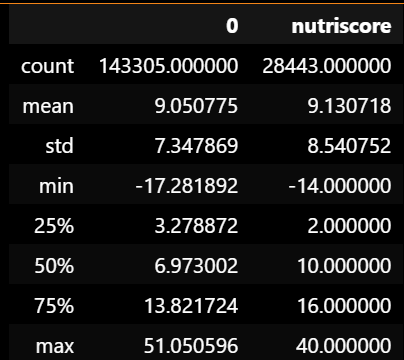 0 nutriscore
count 143305.000000 28443.000000
mean 9.050775 9.130718
std 7.347869 8.540752
min -17.281892 -14.000000
25% 3.278872 2.000000
50% 6.973002 10.000000
75% 13.821724 16.000000
max 51.050596 40.000000